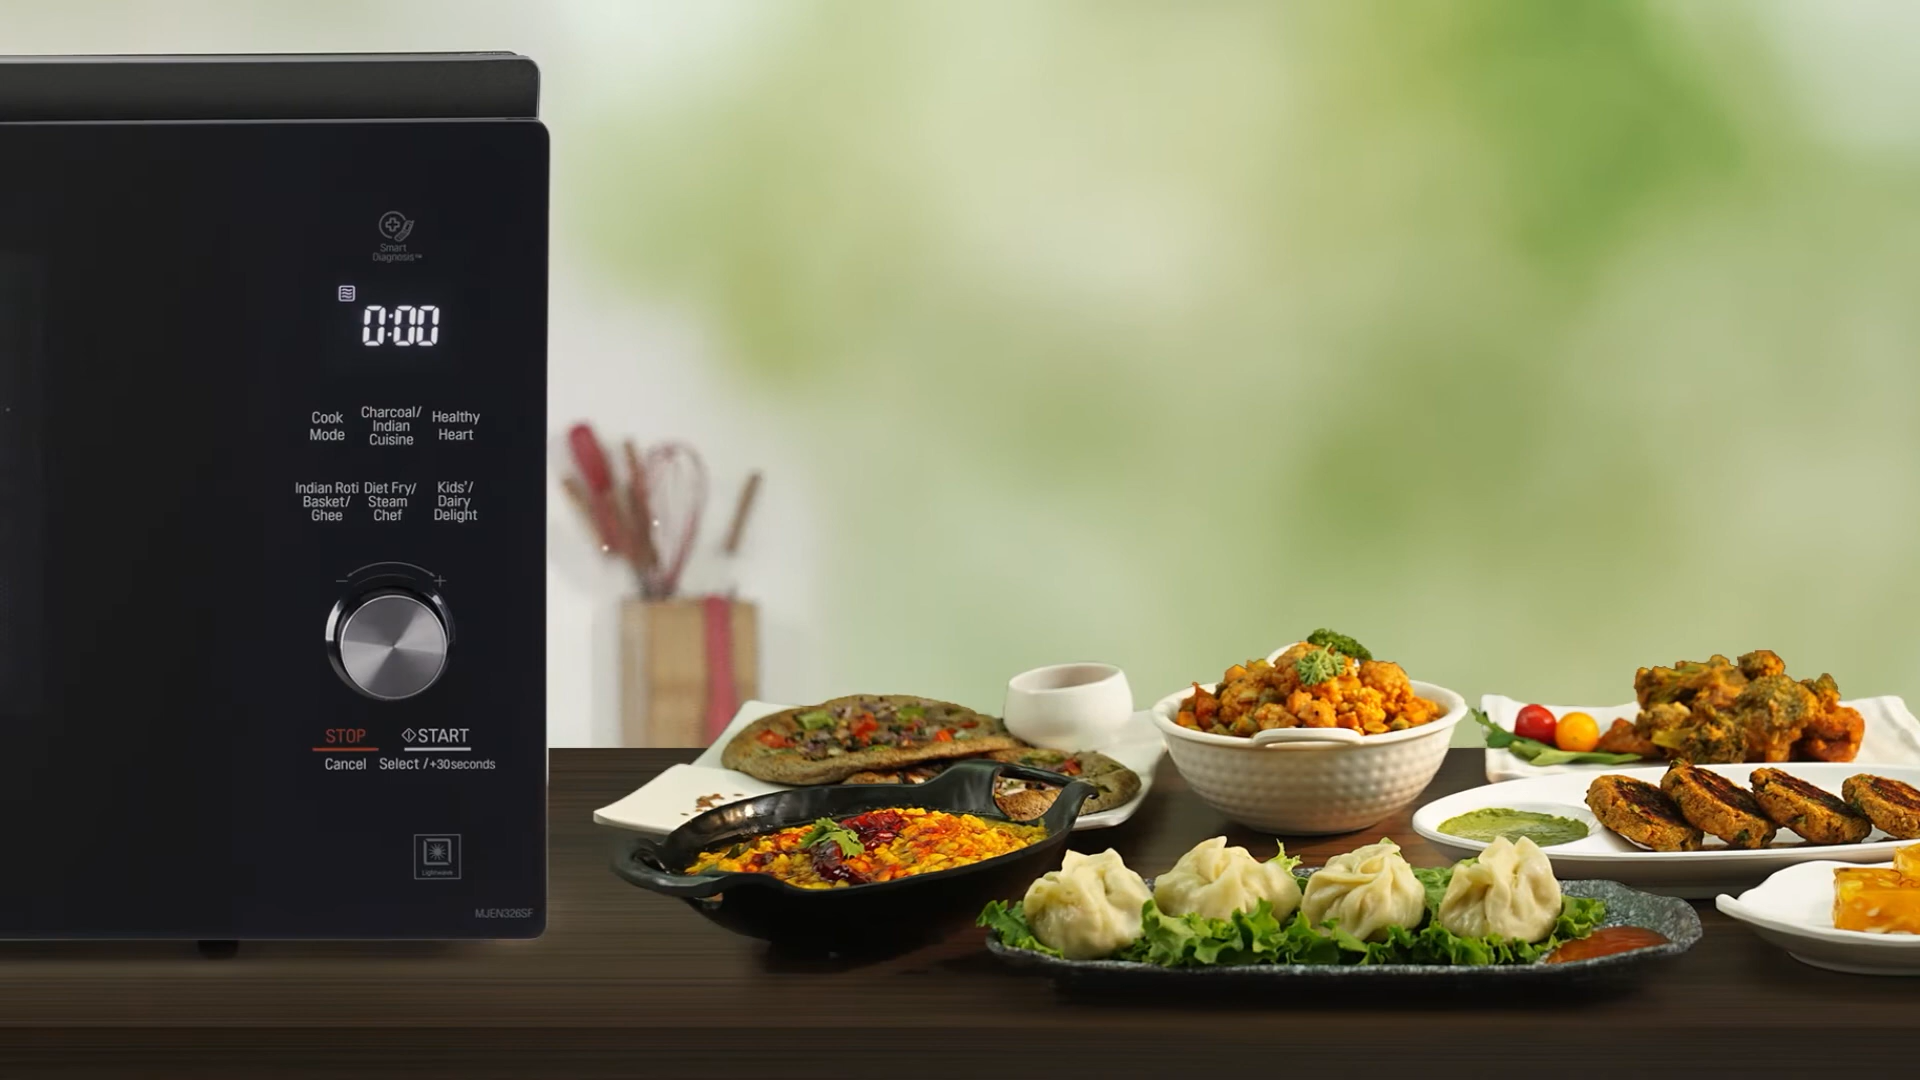 Smart
Diagnosis™
0:00
Cook
Mode
Charcoal/
Indian
Cuisine
Healthy
Heart
Indian Roti
Basket/
Ghee
Diet Fry/
Steam
Chef
Kids'/
Dairy
Delight
− +
STOP
START
Cancel
Select /+30seconds
Lightwave
MJEN326SF